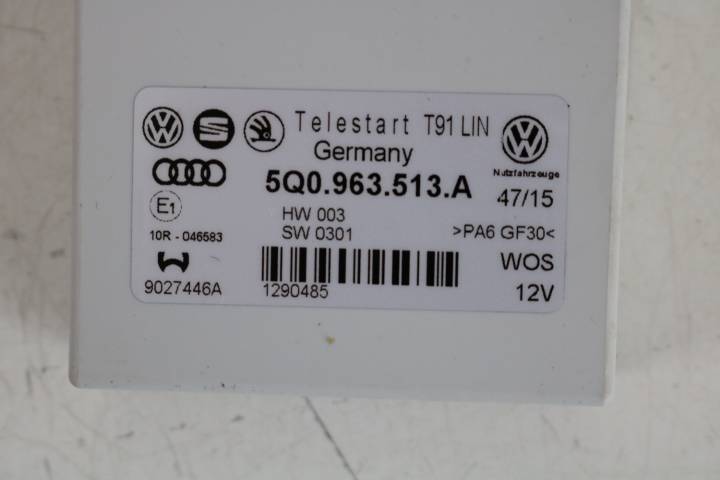 Telestart T91 LIN
Germany
Nutzfahrzeuge
5Q0.963.513.A
47/15
E1
HW 003
10R - 046583
SW 0301
>PA6 GF30<
WOS
9027446A
1290485
12V